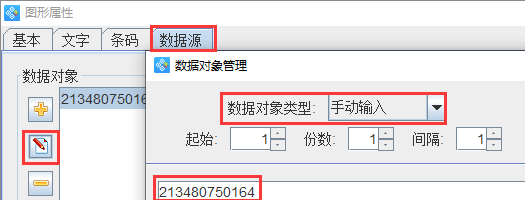 图形属性
基本 文字 条码 数据源
数据对象管理
数据对象
21348075016
数据对象类型: 手动输入
起始: 1 份数: 1 间隔: 1
213480750164